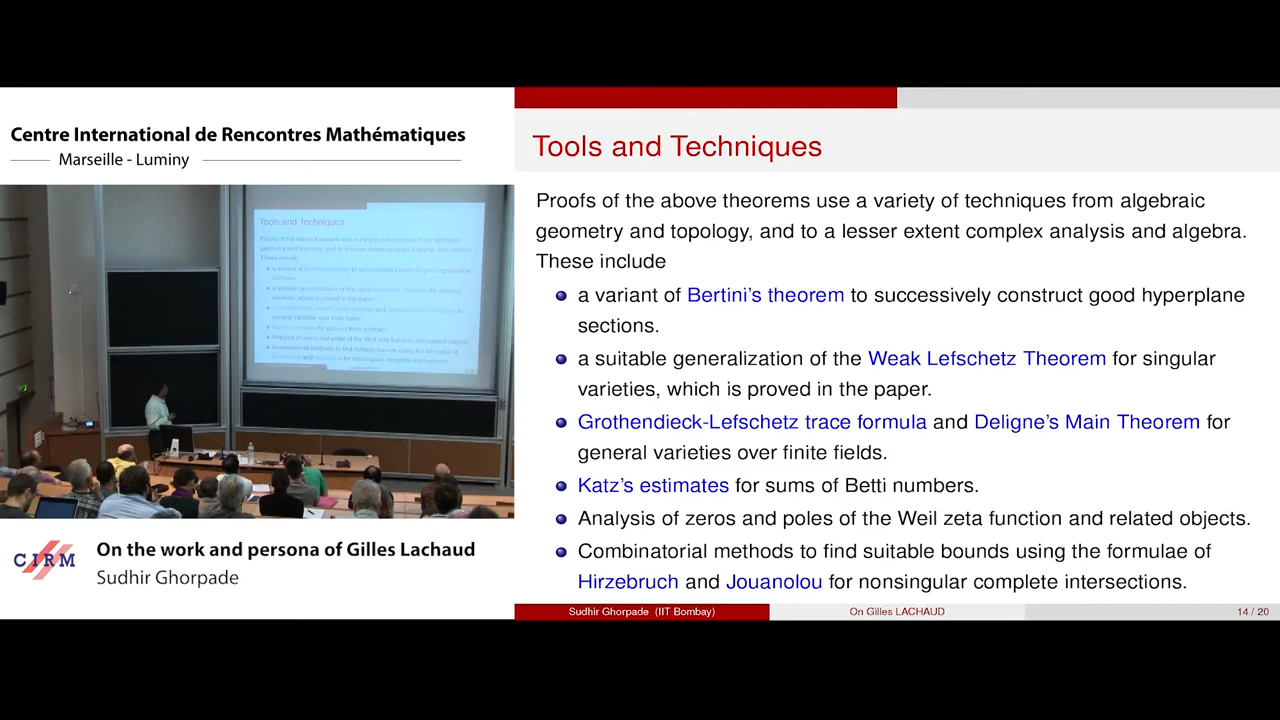 Centre International de Rencontres Mathématiques
Marseille - Luminy
CIRM
On the work and persona of Gilles Lachaud
Sudhir Ghorpade
Tools and Techniques
Proofs of the above theorems use a variety of techniques from algebraic
geometry and topology, and to a lesser extent complex analysis and algebra.
These include
a variant of Bertini's theorem to successively construct good hyperplane
sections.
a suitable generalization of the Weak Lefschetz Theorem for singular
varieties, which is proved in the paper.
Grothendieck-Lefschetz trace formula and Deligne's Main Theorem for
general varieties over finite fields.
Katz's estimates for sums of Betti numbers.
Analysis of zeros and poles of the Weil zeta function and related objects.
Combinatorial methods to find suitable bounds using the formulae of
Hirzebruch and Jouanolou for nonsingular complete intersections.
Sudhir Ghorpade (IIT Bombay)
On Gilles LACHAUD
14 / 20